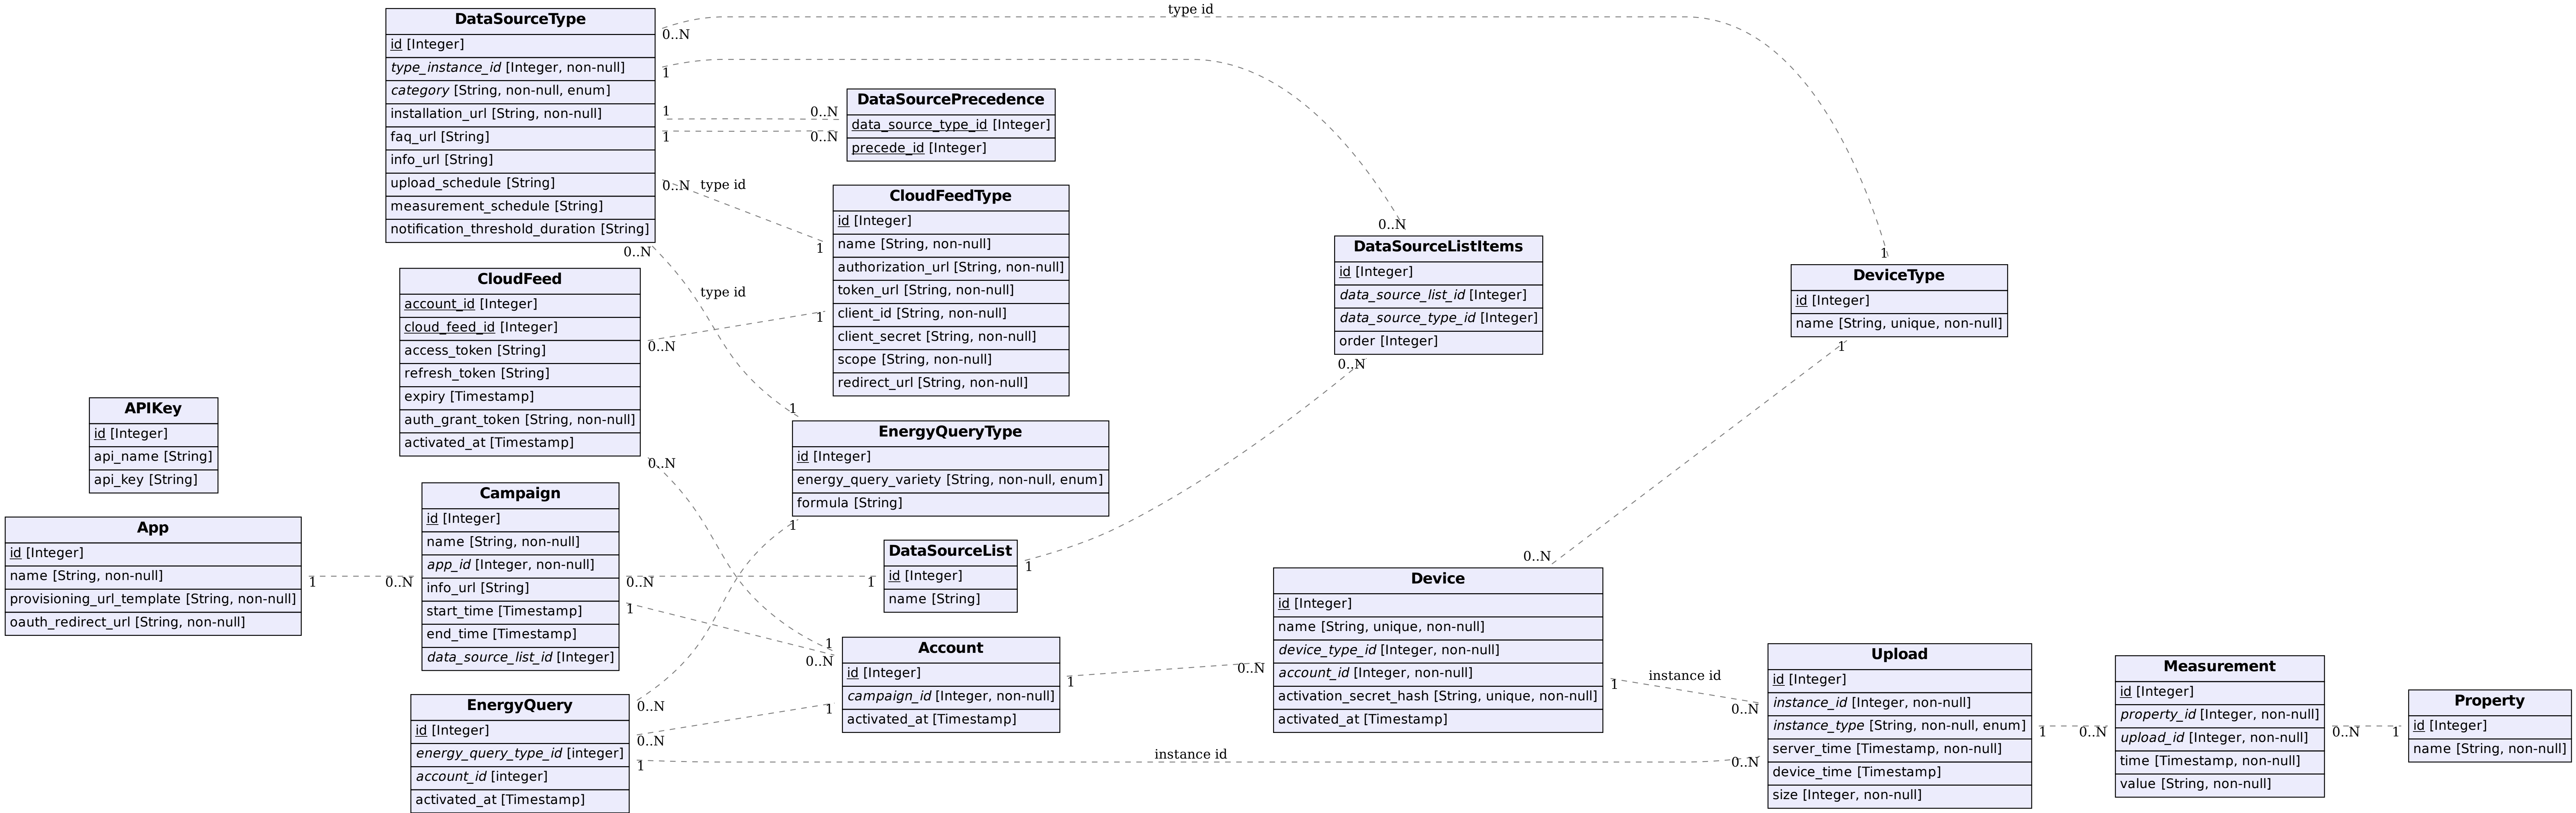 DataSourceType
id [Integer]
type_instance_id [Integer, non-null]
category [String, non-null, enum]
installation_url [String, non-null]
faq_url [String]
info_url [String]
upload_schedule [String]
measurement_schedule [String]
notification_threshold_duration [String]
type id
0..N
1
1
0..N
1
0..N
0..N
type id
1
0..N
type id
1
0..N
1
DataSourcePrecedence
data_source_type_id [Integer]
precede_id [Integer]
CloudFeedType
id [Integer]
name [String, non-null]
authorization_url [String, non-null]
token_url [String, non-null]
client_id [String, non-null]
client_secret [String, non-null]
scope [String, non-null]
redirect_url [String, non-null]
DataSourceListItems
id [Integer]
data_source_list_id [Integer]
data_source_type_id [Integer]
order [Integer]
0..N
DeviceType
id [Integer]
name [String, unique, non-null]
1
CloudFeed
account_id [Integer]
cloud_feed_id [Integer]
access_token [String]
refresh_token [String]
expiry [Timestamp]
auth_grant_token [String, non-null]
activated_at [Timestamp]
0..N
1
0..N
APIKey
id [Integer]
api_name [String]
api_key [String]
EnergyQueryType
id [Integer]
energy_query_variety [String, non-null, enum]
formula [String]
1
App
id [Integer]
name [String, non-null]
provisioning_url_template [String, non-null]
oauth_redirect_url [String, non-null]
1
0..N
Campaign
id [Integer]
name [String, non-null]
app_id [Integer, non-null]
info_url [String]
start_time [Timestamp]
end_time [Timestamp]
data_source_list_id [Integer]
0..N
1
1
DataSourceList
id [Integer]
name [String]
1
0..N
Device
id [Integer]
name [String, unique, non-null]
device_type_id [Integer, non-null]
account_id [Integer, non-null]
activation_secret_hash [String, unique, non-null]
activated_at [Timestamp]
1
0..N
Account
id [Integer]
campaign_id [Integer, non-null]
activated_at [Timestamp]
1
1
0..N
EnergyQuery
id [Integer]
energy_query_type_id [integer]
account_id [integer]
activated_at [Timestamp]
0..N
0..N
1
instance id
1
instance id
0..N
0..N
Upload
id [Integer]
instance_id [Integer, non-null]
instance_type [String, non-null, enum]
server_time [Timestamp, non-null]
device_time [Timestamp]
size [Integer, non-null]
1
0..N
Measurement
id [Integer]
property_id [Integer, non-null]
upload_id [Integer, non-null]
time [Timestamp, non-null]
value [String, non-null]
0..N
1
Property
id [Integer]
name [String, non-null]